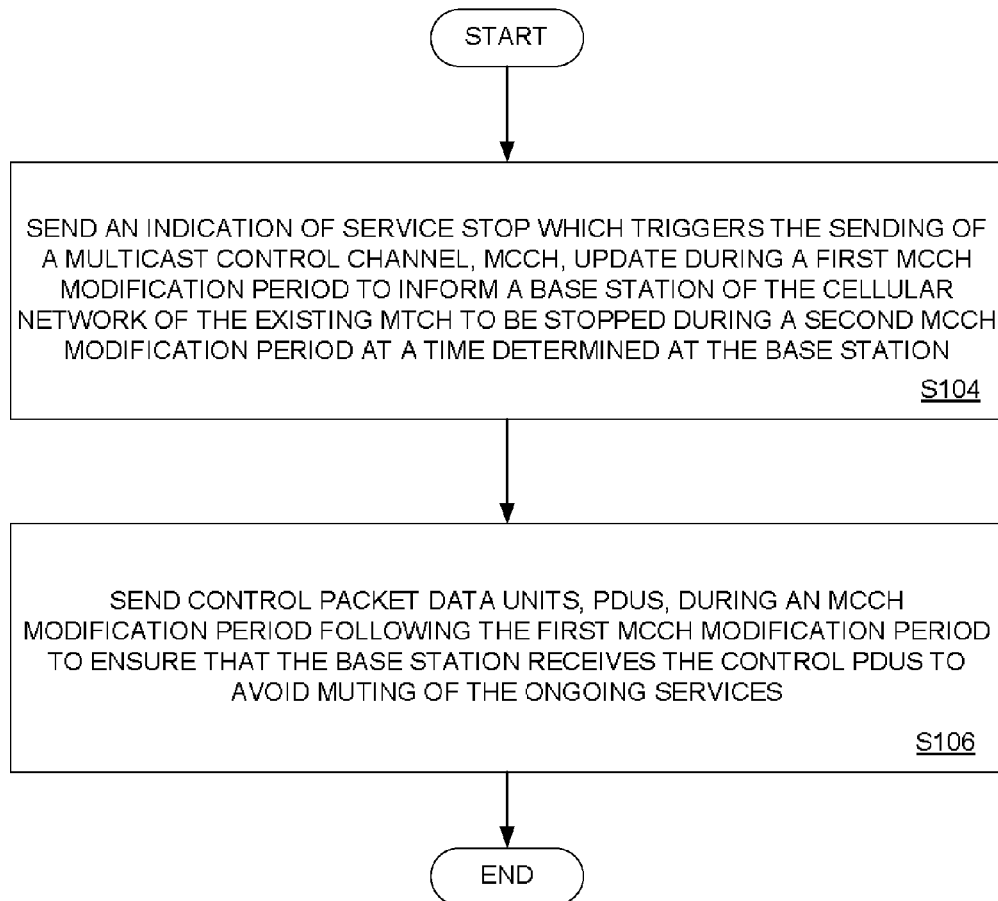 START
SEND AN INDICATION OF SERVICE STOP WHICH TRIGGERS THE SENDING OF
A MULTICAST CONTROL CHANNEL, MCCH, UPDATE DURING A FIRST MCCH
MODIFICATION PERIOD TO INFORM A BASE STATION OF THE CELLULAR
NETWORK OF THE EXISTING MTCH TO BE STOPPED DURING A SECOND MCCH
MODIFICATION PERIOD AT A TIME DETERMINED AT THE BASE STATION
S104
SEND CONTROL PACKET DATA UNITS, PDUS, DURING AN MCCH
MODIFICATION PERIOD FOLLOWING THE FIRST MCCH MODIFICATION PERIOD
TO ENSURE THAT THE BASE STATION RECEIVES THE CONTROL PDUS TO
AVOID MUTING OF THE ONGOING SERVICES
S106
END